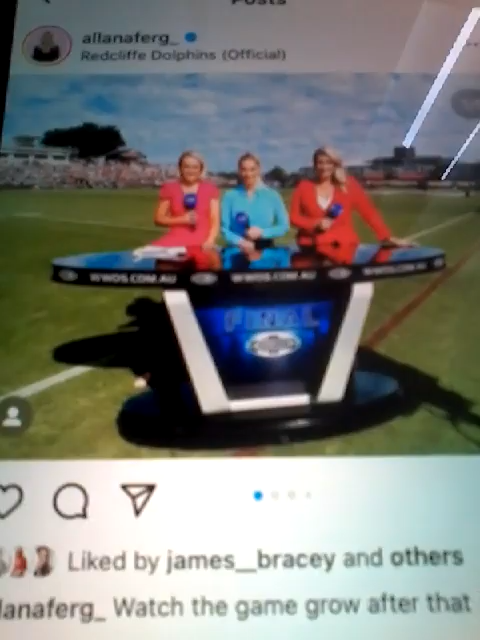 Posts
allanaferg_
Redcliffe Dolphins (Official)
WWOS.COM.AU WWOS.COM.AU WWOS.COM.AU
FINAL
Liked by james__bracey and others
lanaferg_ Watch the game grow after that